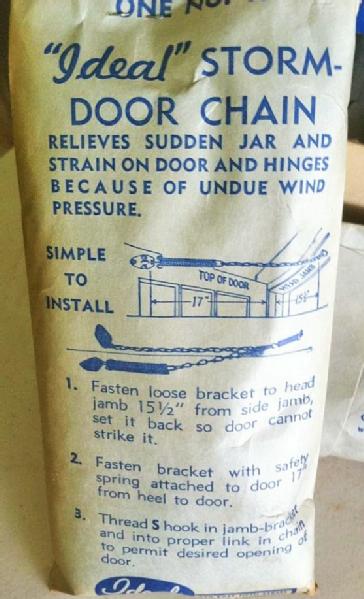 ONE NO.
"Ideal" STORM-
DOOR CHAIN
RELIEVES SUDDEN JAR AND
STRAIN ON DOOR AND HINGES
BECAUSE OF UNDUE WIND
PRESSURE.
SIMPLE
TO
INSTALL
TOP OF DOOR
HEAD JAMB
17"
15½"
1. Fasten loose bracket to head
jamb 15½" from side jamb,
set it back so door cannot
strike it.
2. Fasten bracket with safety
spring attached to door 17"
from heel to door.
3. Thread S hook in jamb-bracket
and into proper link in chain
to permit desired opening of
door.
Ideal